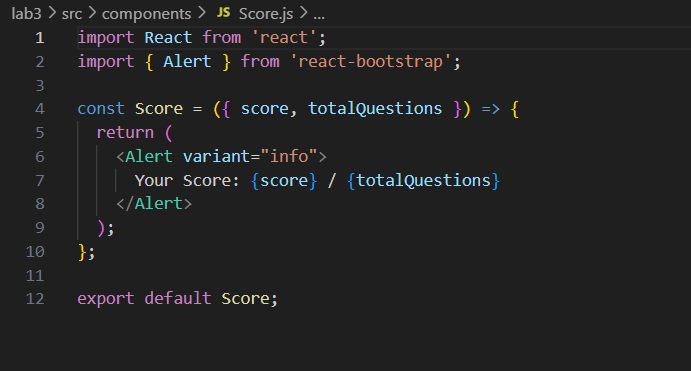 lab3 > src > components > JS Score.js > ...
1 import React from 'react';
2 import { Alert } from 'react-bootstrap';
3
4 const Score = ({ score, totalQuestions }) => {
5   return (
6     <Alert variant="info">
7       Your Score: {score} / {totalQuestions}
8     </Alert>
9   );
10 };
11
12 export default Score;